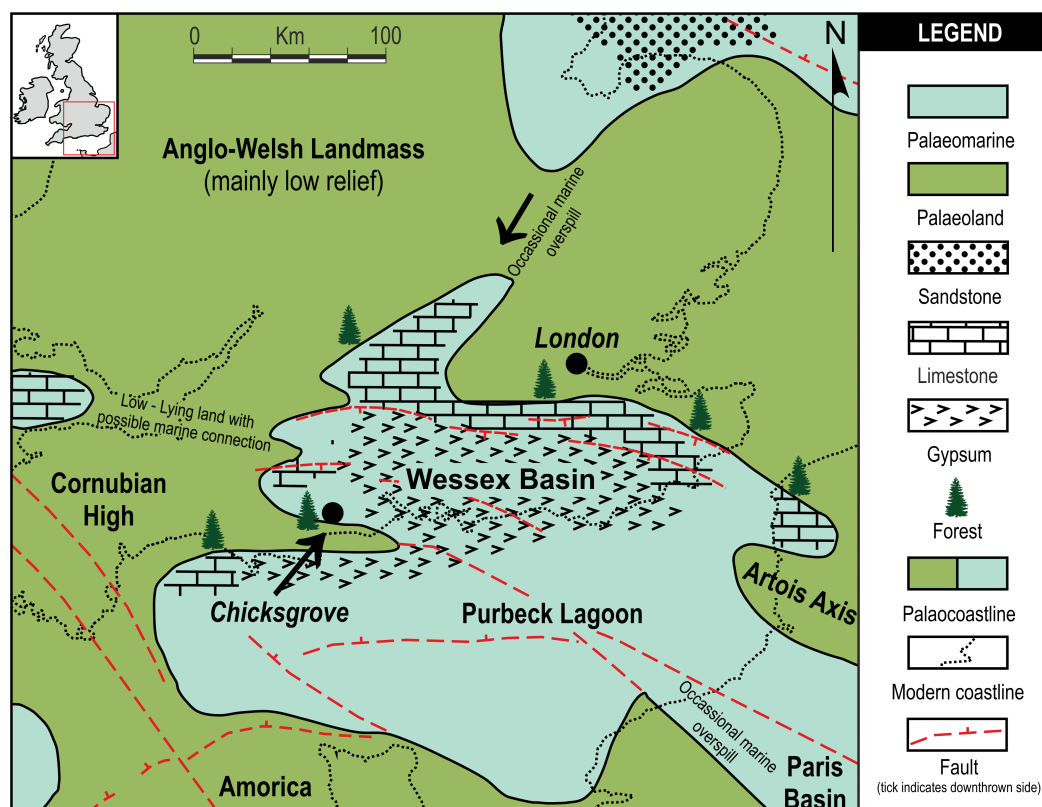 0 Km 100
N
Anglo-Welsh Landmass
(mainly low relief)
Occassional marine
overspill
London
Low - Lying land with
possible marine connection
Wessex Basin
Cornubian
High
Chicksgrove
Purbeck Lagoon
Artois Axis
Occassional marine
overspill
Paris
Basin
Amorica
LEGEND
Palaeomarine
Palaeoland
Sandstone
Limestone
Gypsum
Forest
Palaocoastline
Modern coastline
Fault
(tick indicates downthrown side)